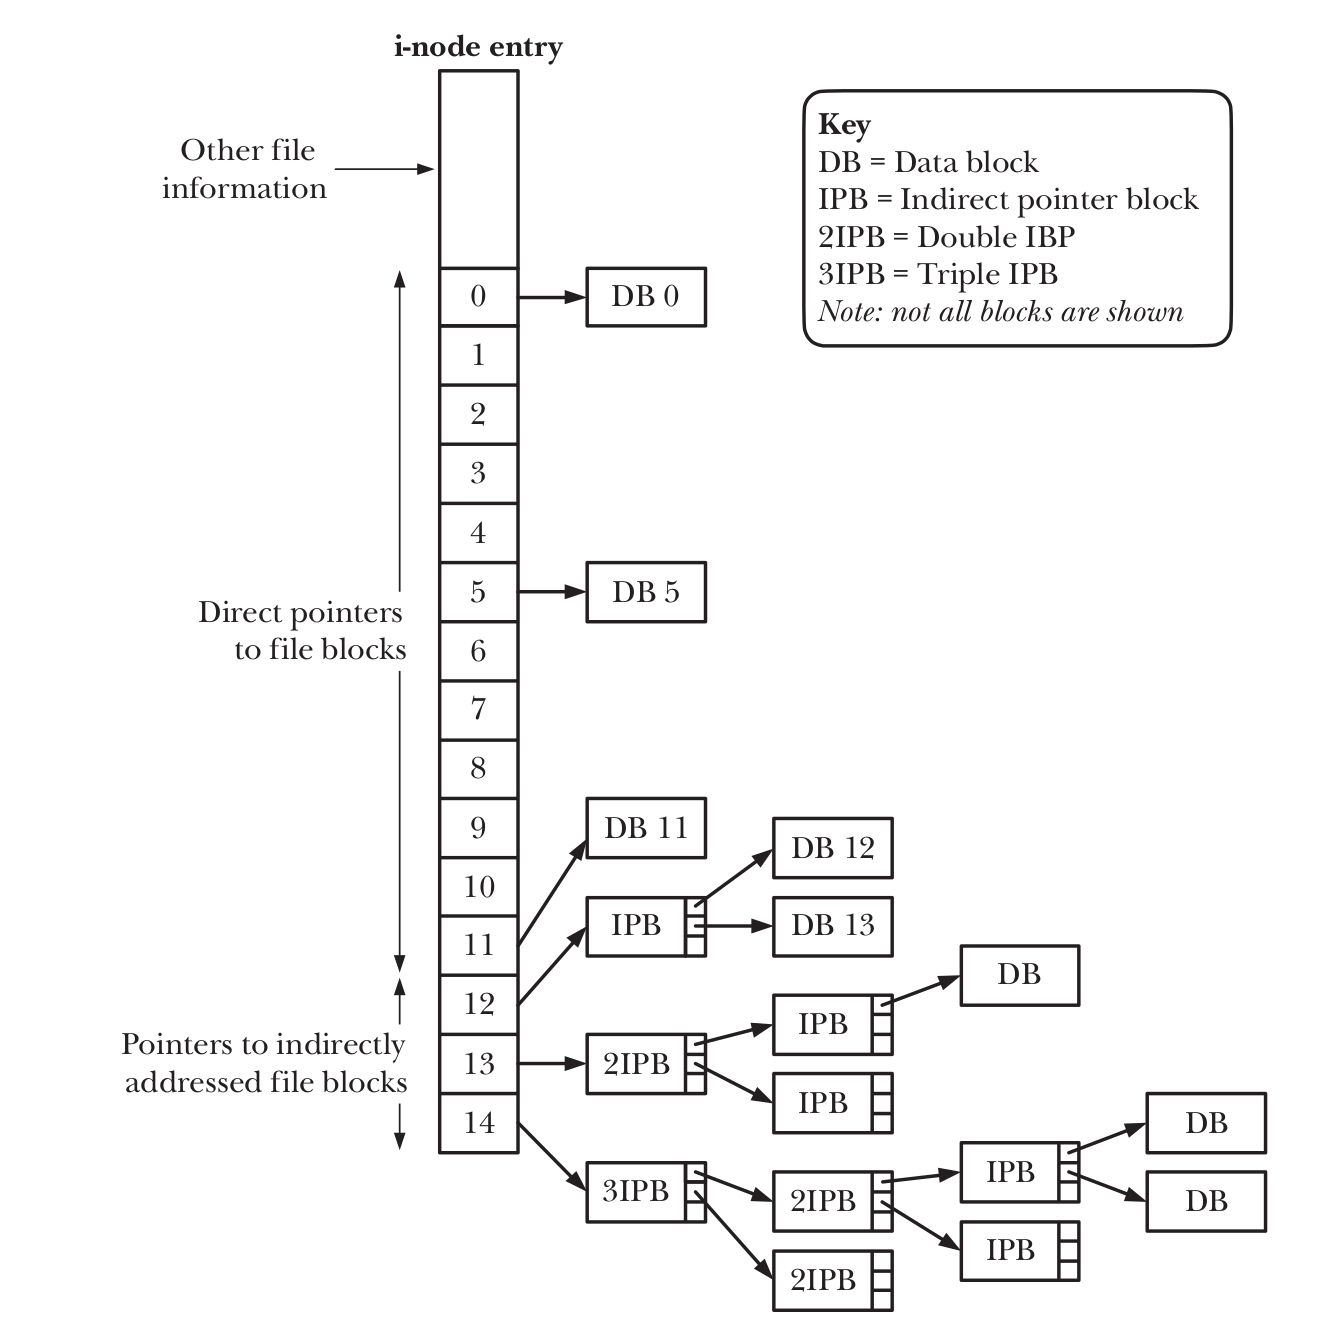 i-node entry
Other file
information
Key
DB = Data block
IPB = Indirect pointer block
2IPB = Double IBP
3IPB = Triple IPB
Note: not all blocks are shown
0
DB 0
1
2
3
4
5
DB 5
Direct pointers
to file blocks
6
7
8
9
DB 11
DB 12
10
11
IPB
DB 13
12
DB
IPB
Pointers to indirectly
addressed file blocks
13
2IPB
IPB
14
DB
3IPB
2IPB
IPB
DB
2IPB
IPB